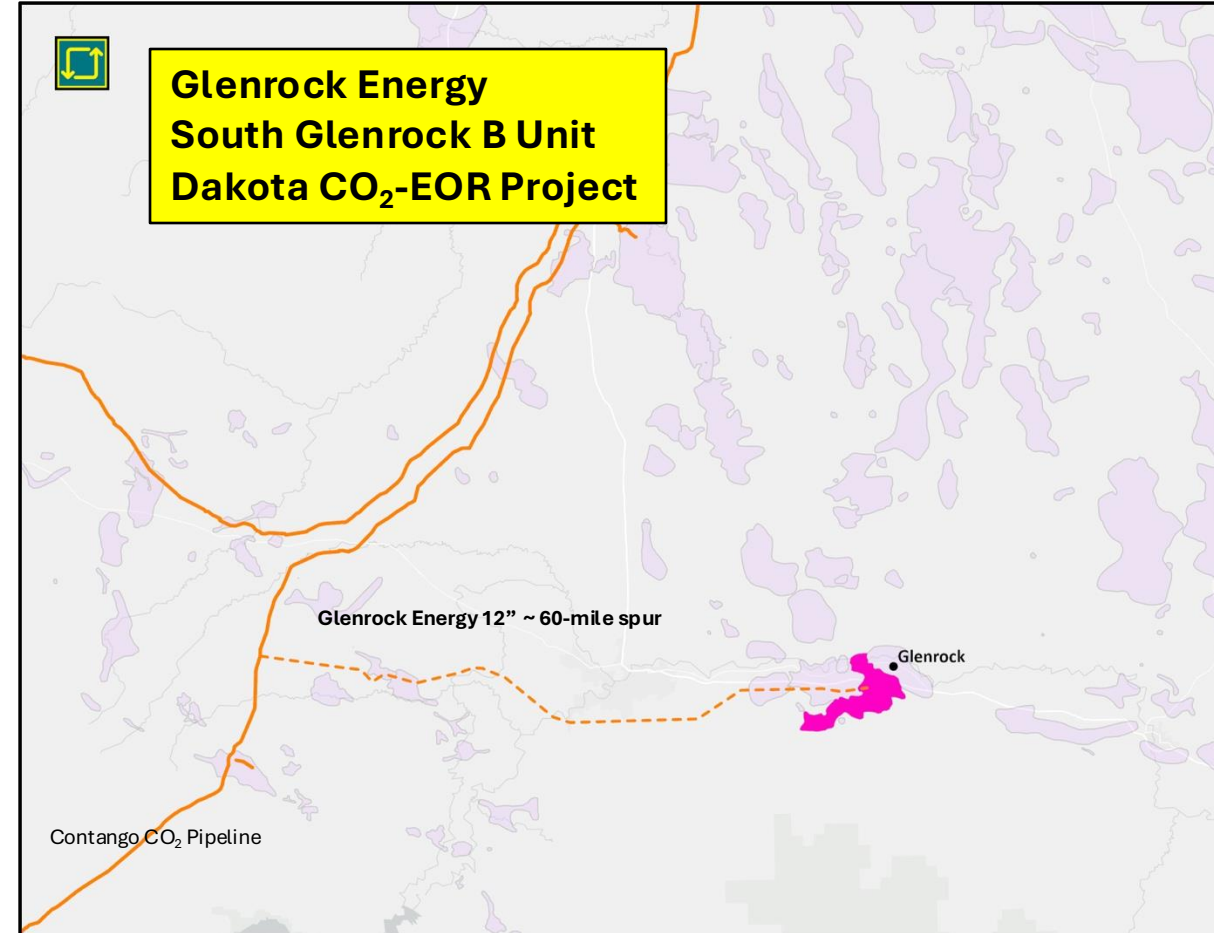 Glenrock Energy
South Glenrock B Unit
Dakota CO₂-EOR Project
Glenrock Energy 12” ~ 60-mile spur
Glenrock
Contango CO₂ Pipeline